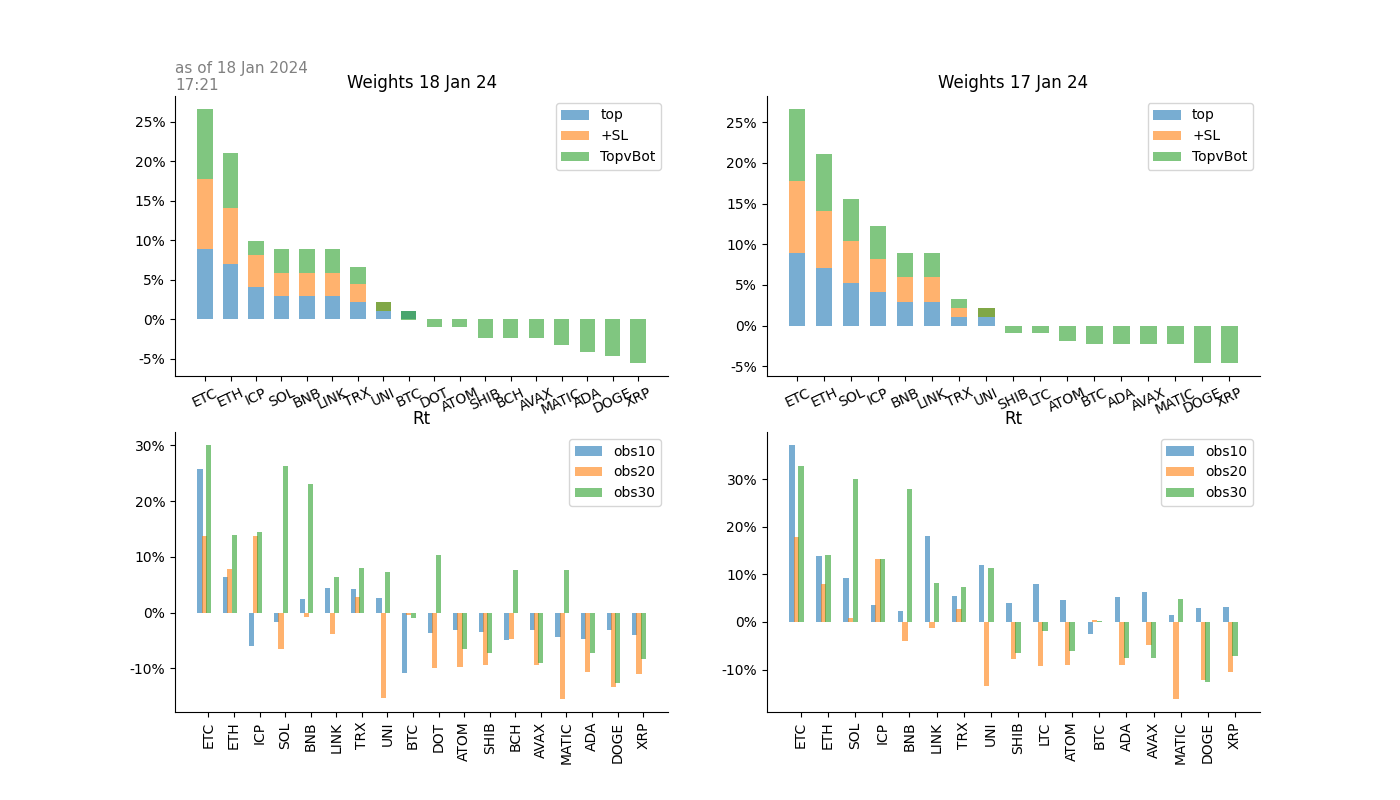 as of 18 Jan 2024
17:21
Weights 18 Jan 24
25%
20%
15%
10%
5%
0%
-5%
top
+SL
TopvBot
ETC ETH ICP SOL BNB LINK TRX UNI BTC DOT ATOM SHIB BCH AVAX MATIC ADA DOGE XRP
Weights 17 Jan 24
25%
20%
15%
10%
5%
0%
-5%
top
+SL
TopvBot
ETC ETH SOL ICP BNB LINK TRX UNI SHIB LTC ATOM BTC ADA AVAX MATIC DOGE XRP
Rt
30%
20%
10%
0%
-10%
obs10
obs20
obs30
ETC ETH ICP SOL BNB LINK TRX UNI BTC DOT ATOM SHIB BCH AVAX MATIC ADA DOGE XRP
Rt
30%
20%
10%
0%
-10%
obs10
obs20
obs30
ETC ETH SOL ICP BNB LINK TRX UNI SHIB LTC ATOM BTC ADA AVAX MATIC DOGE XRP